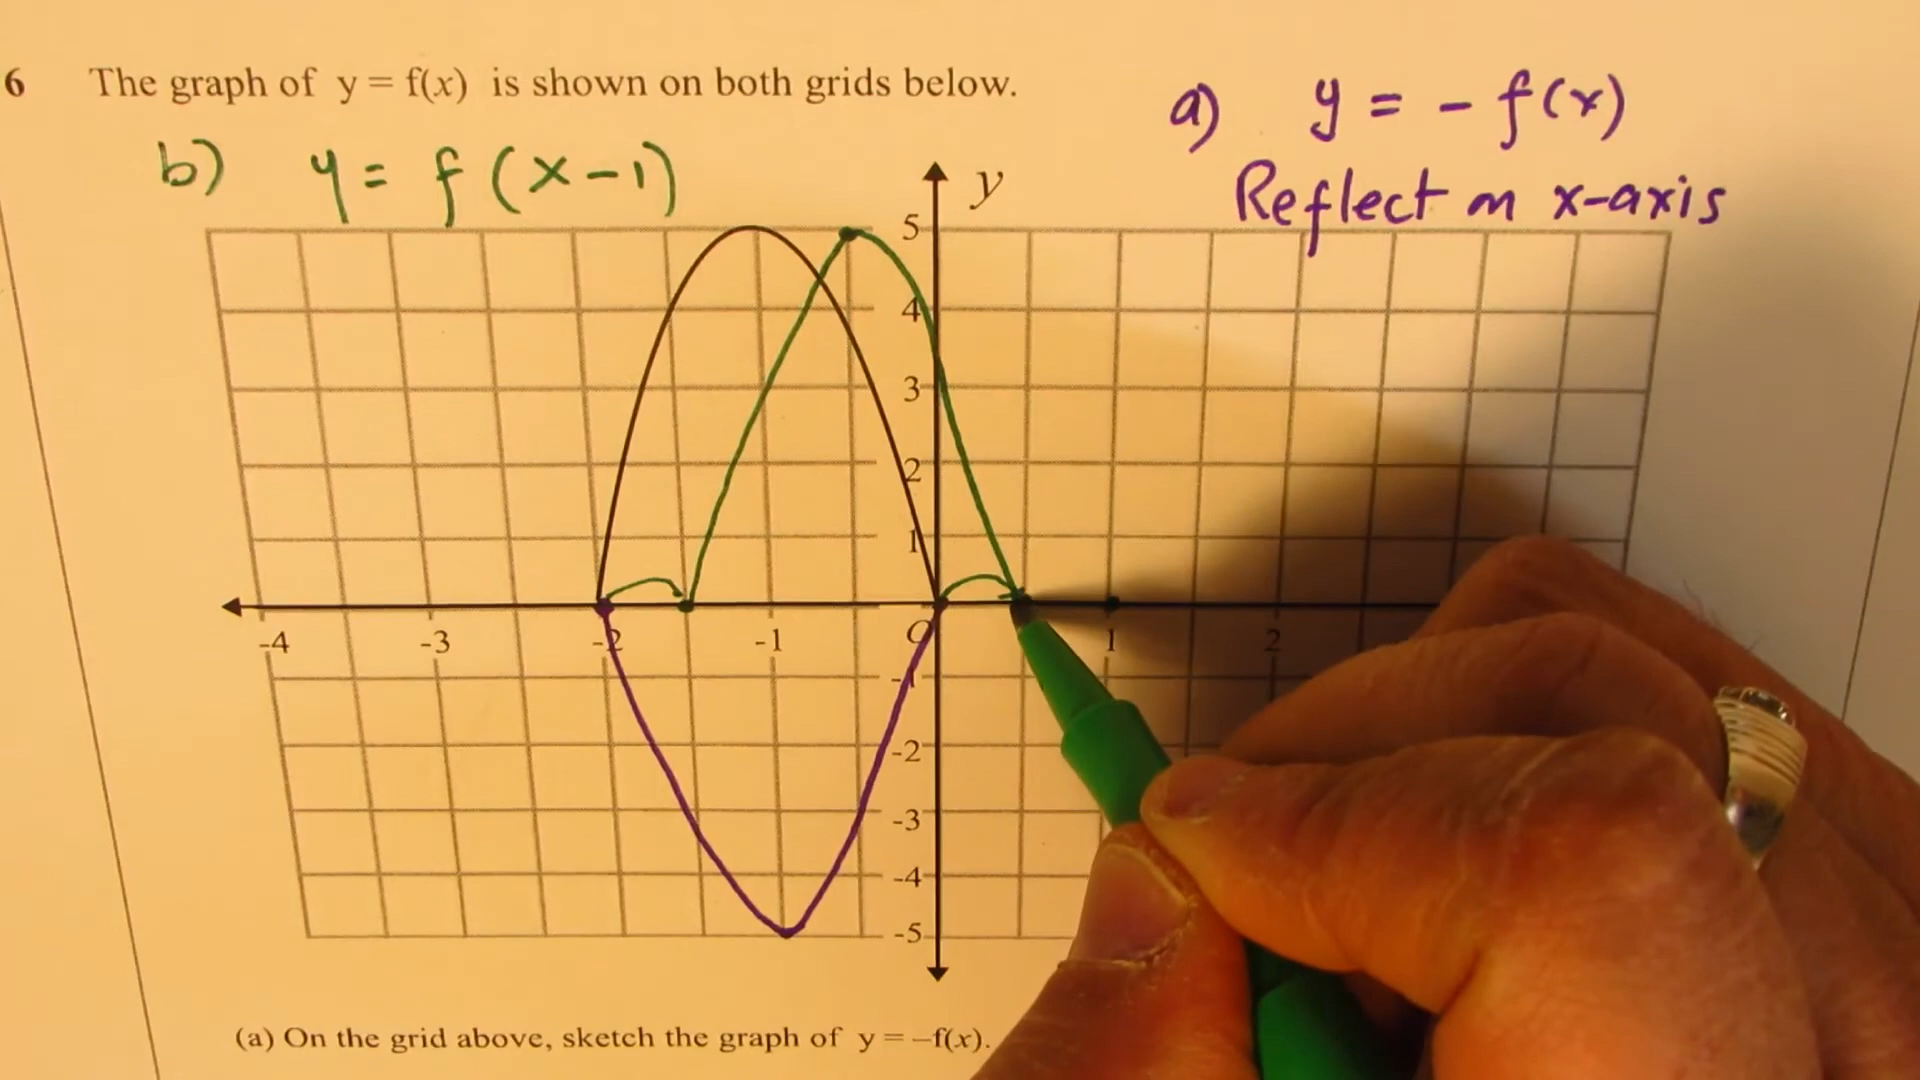 6 The graph of y = f(x) is shown on both grids below.
a) y = - f(x)
Reflect in x-axis
b) y = f (x-1)
y
5
4
3
2
1
-4 -3 -2 -1 O 1 2
-1
-2
-3
-4
-5
(a) On the grid above, sketch the graph of y = –f(x).